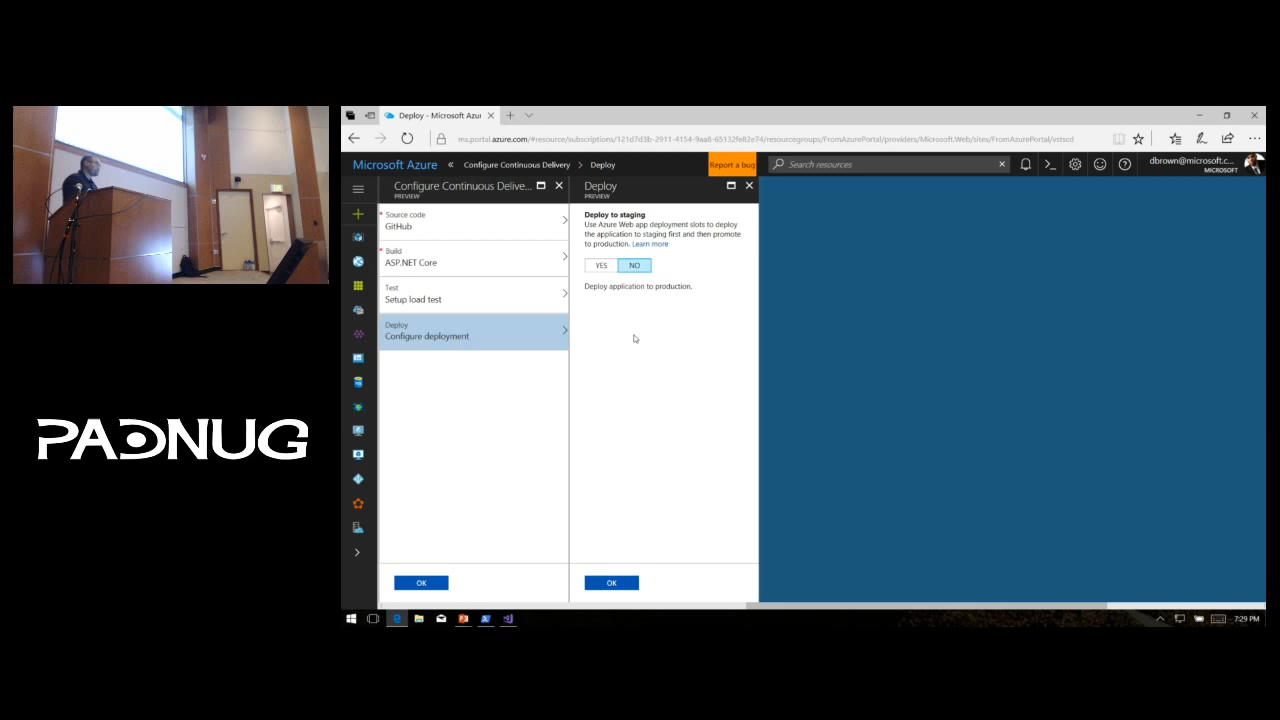 PADNUG
Deploy - Microsoft Azu
ms.portal.azure.com/#resource/subscriptions/121d7d3b-2911-4154-9aa8-65132fe82e74/resourcegroups/FromAzurePortal/providers/Microsoft.Web/sites/FromAzurePortal/vstscd
Microsoft Azure « Configure Continuous Delivery > Deploy
Report a bug
Search resources
dbrown@microsoft.c...
MICROSOFT
Configure Continuous Delive...
PREVIEW
* Source code
GitHub
* Build
ASP.NET Core
Test
Setup load test
Deploy
Configure deployment
OK
Deploy
PREVIEW
Deploy to staging
Use Azure Web app deployment slots to deploy
the application to staging first and then promote
to production. Learn more
YES NO
Deploy application to production.
OK
7:29 PM